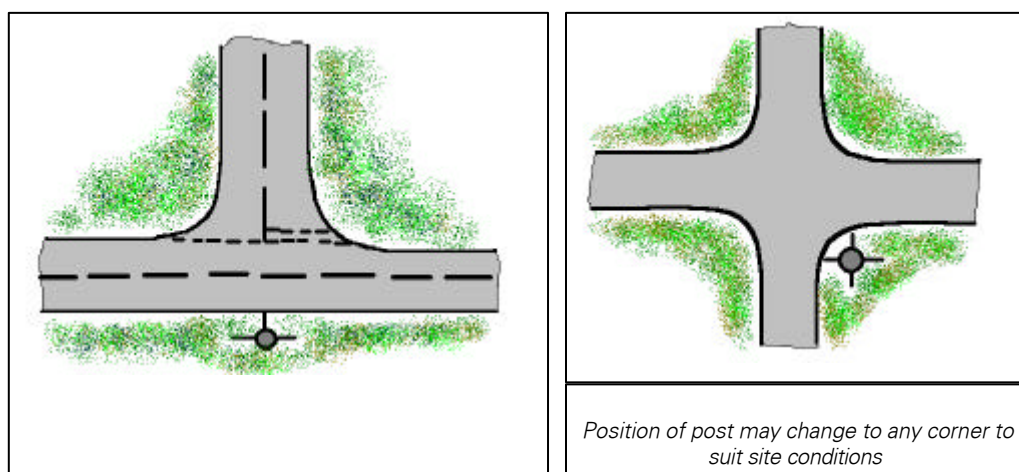 Position of post may change to any corner to
suit site conditions